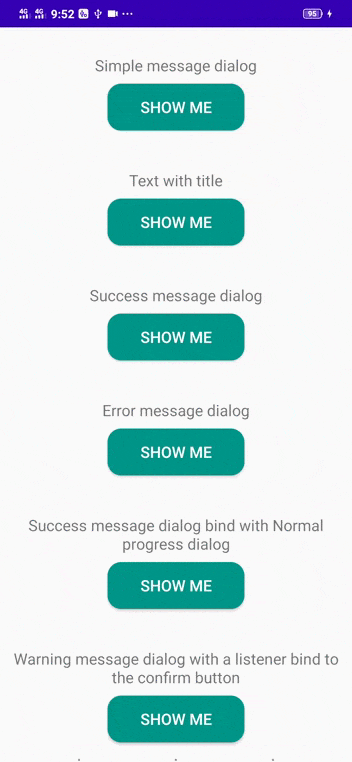 4G 4G 9:52
95
Simple message dialog
SHOW ME
Text with title
SHOW ME
Success message dialog
SHOW ME
Error message dialog
SHOW ME
Success message dialog bind with Normal
progress dialog
SHOW ME
Warning message dialog with a listener bind to
the confirm button
SHOW ME